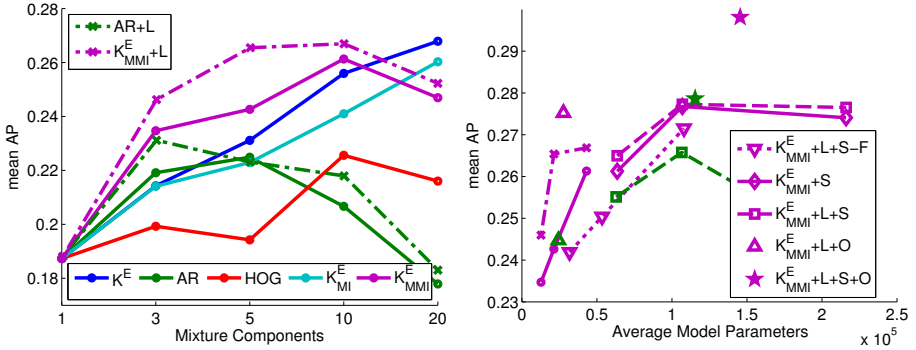 0.28
0.26
0.24
0.22
0.2
0.18
mean AP
AR+L
K^E_MMI+L
K^E AR HOG K^E_MI K^E_MMI
1 3 5 10 20
Mixture Components
0.29
0.28
0.27
0.26
0.25
0.24
0.23
mean AP
K^E_MMI+L+S−F
K^E_MMI+S
K^E_MMI+L+S
K^E_MMI+L+O
K^E_MMI+L+S+O
0 0.5 1 1.5 2 2.5
Average Model Parameters
x 10^5